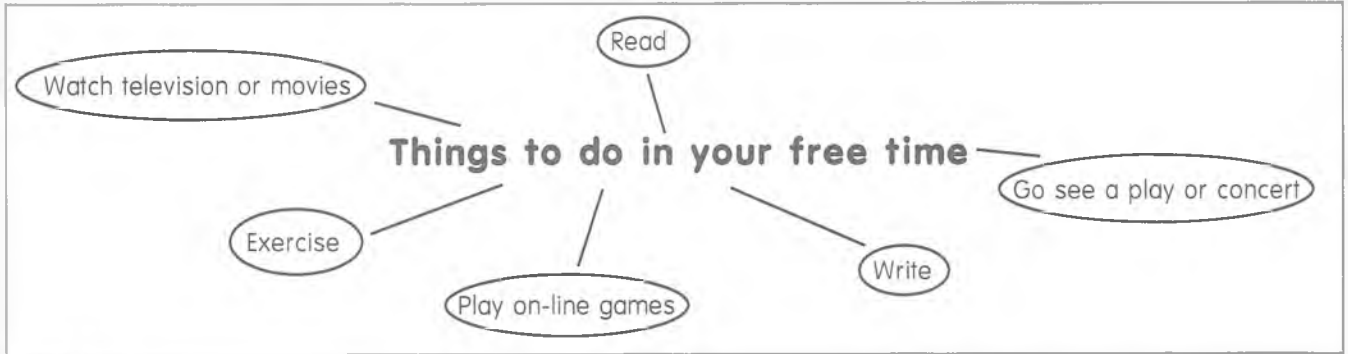 Read
Watch television or movies
Things to do in your free time
Go see a play or concert
Exercise
Write
Play on-line games